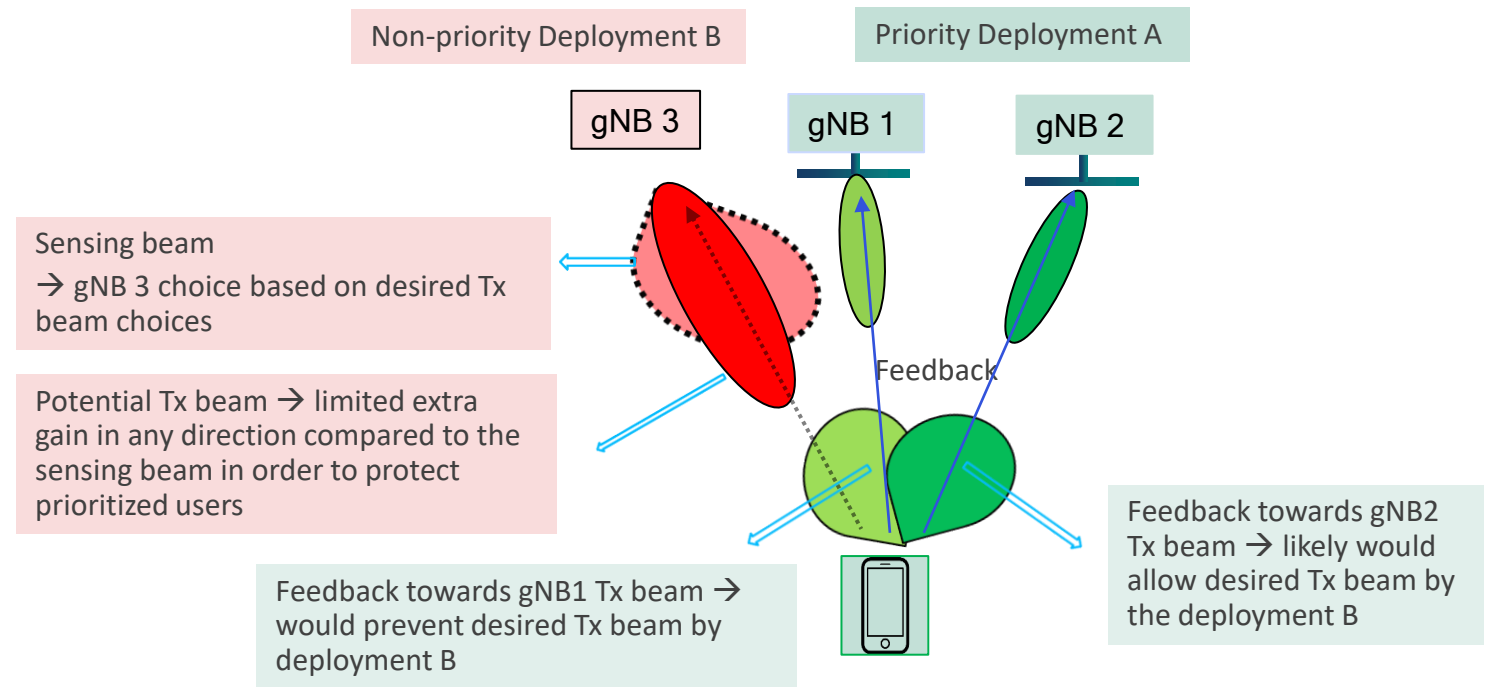 Non-priority Deployment B
Priority Deployment A
gNB 3
gNB 1
gNB 2
Sensing beam
→ gNB 3 choice based on desired Tx
beam choices
Feedback
Potential Tx beam → limited extra
gain in any direction compared to the
sensing beam in order to protect
prioritized users
Feedback towards gNB2
Tx beam → likely would
allow desired Tx beam by
the deployment B
Feedback towards gNB1 Tx beam →
would prevent desired Tx beam by
deployment B